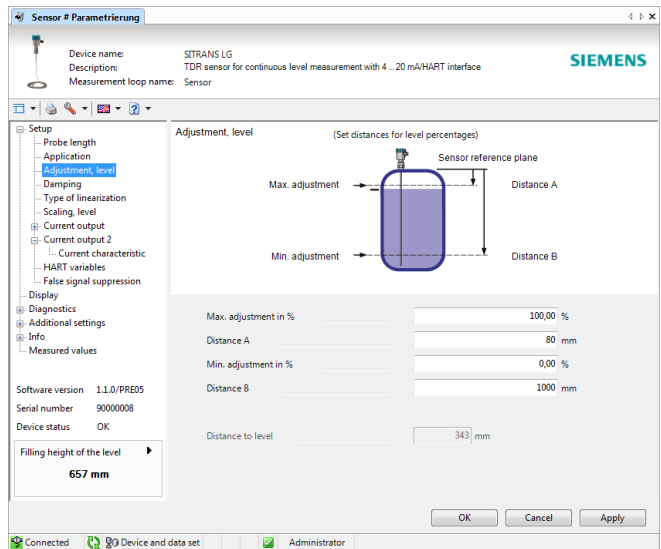 Sensor # Parametrierung
Device name: SITRANS LG
Description: TDR sensor for continuous level measurement with 4 .. 20 mA/HART interface
Measurement loop name: Sensor
SIEMENS
Setup
Probe length
Application
Adjustment, level
Damping
Type of linearization
Scaling, level
Current output
Current output 2
Current characteristic
HART variables
False signal suppression
Display
Diagnostics
Additional settings
Info
Measured values
Software version 1.1.0/PRE05
Serial number 90000008
Device status OK
Filling height of the level
657 mm
Adjustment, level (Set distances for level percentages)
Sensor reference plane
Max. adjustment Distance A
Min. adjustment Distance B
Max. adjustment in % 100,00 %
Distance A 80 mm
Min. adjustment in % 0,00 %
Distance B 1000 mm
Distance to level 343 mm
OK Cancel Apply
Connected Device and data set Administrator